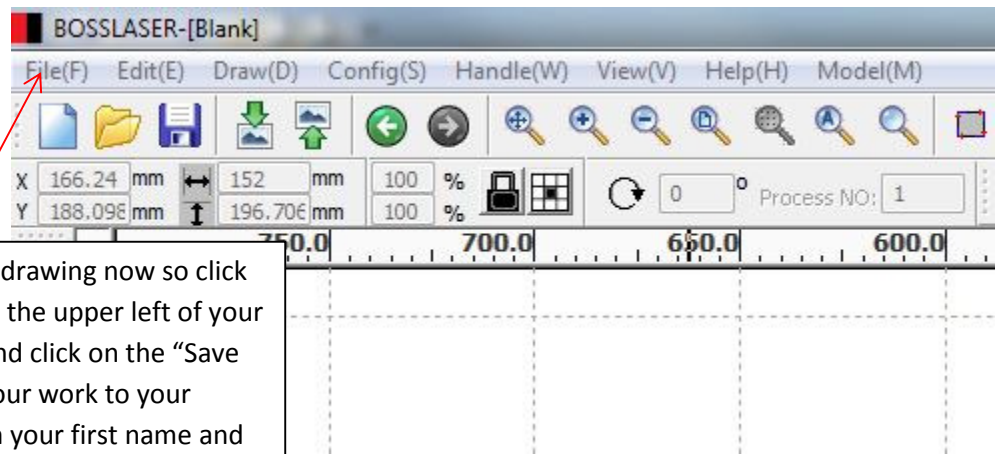 BOSSLASER-[Blank]
File(F) Edit(E) Draw(D) Config(S) Handle(W) View(V) Help(H) Model(M)
X 166.24 mm 152 mm 100 %
Y 188.098 mm 196.706 mm 100 %
0 ° Process NO: 1
750.0 700.0 650.0 600.0
drawing now so click
the upper left of your
nd click on the “Save
our work to your
your first name and